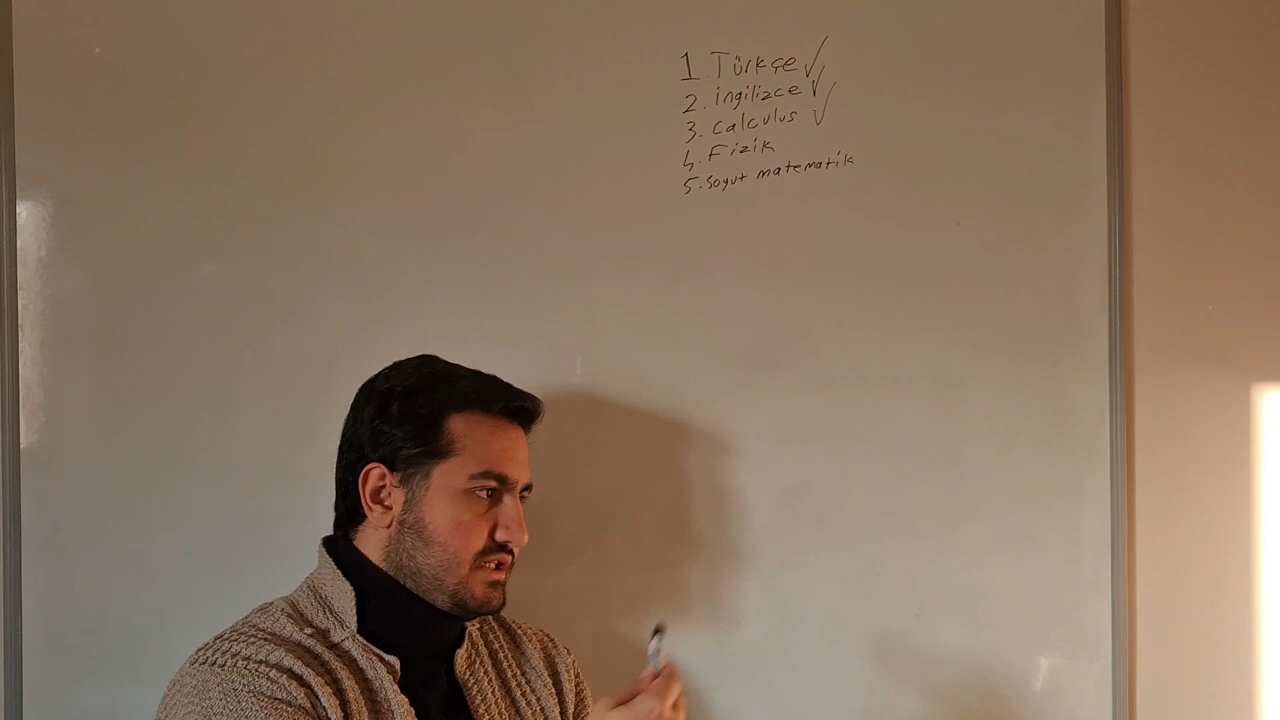 1. Türkçe ✓
2. ingilizce ✓
3. calculus ✓
4. Fizik
5. Soyut matematik